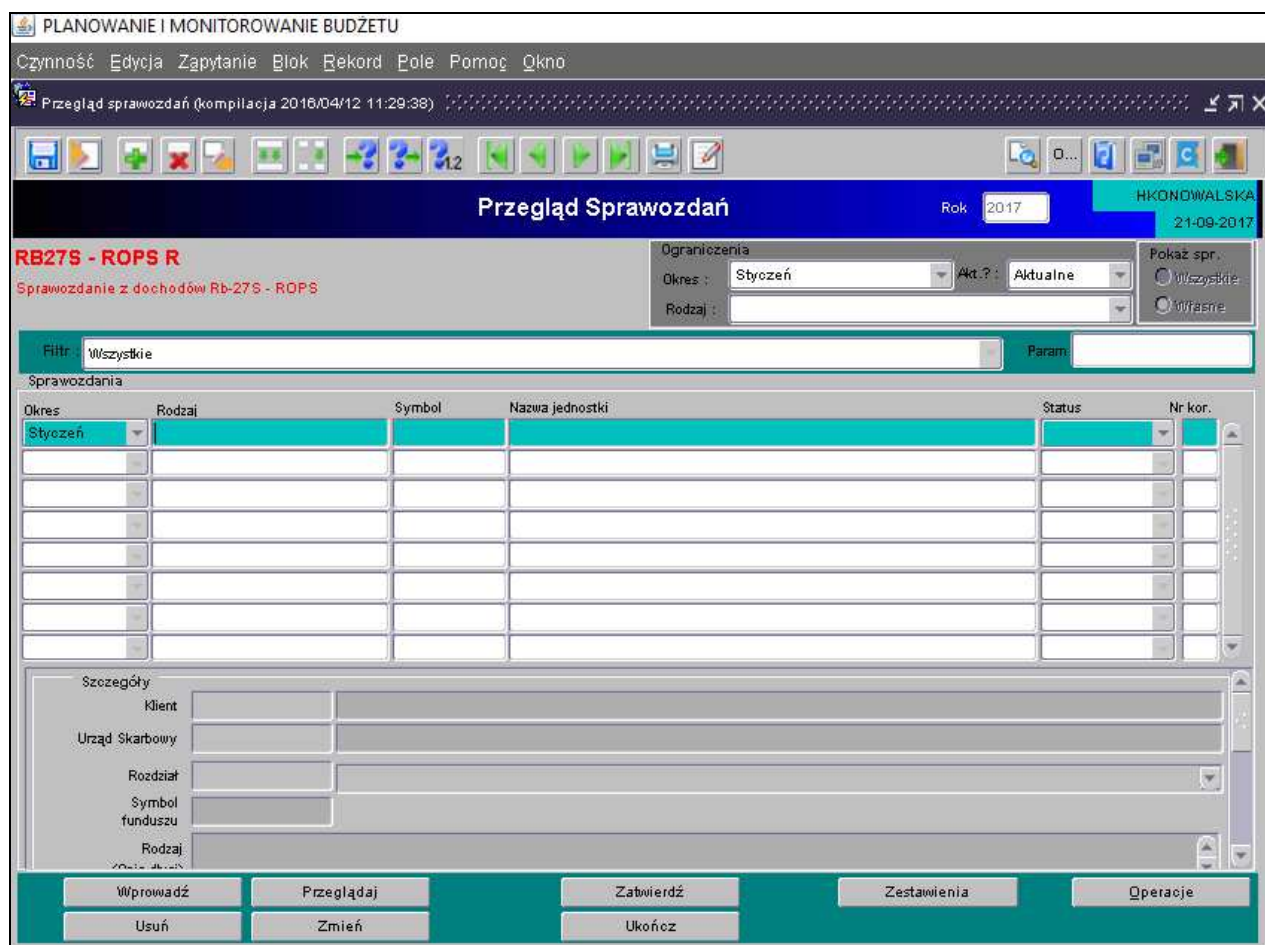 PLANOWANIE I MONITOROWANIE BUDŻETU
Czynność Edycja Zapytanie Blok Rekord Pole Pomoc Okno
Przegląd sprawozdań (kompilacja 2016/04/12 11:29:38)
1.2 O...
Przegląd Sprawozdań Rok 2017 HKONOWALSKA
21-09-2017
RB27S - ROPS R
Sprawozdanie z dochodów Rb-27S - ROPS
Ograniczenia
Okres : Styczeń Akt.? : Aktualne
Rodzaj :
Pokaż spr.
Wszystkie
Własne
Filtr : Wszystkie Param
Sprawozdania
Okres Rodzaj Symbol Nazwa jednostki Status Nr kor.
Styczeń
Szczegóły
Klient
Urząd Skarbowy
Rozdział
Symbol
funduszu
Rodzaj
Wprowadź Przeglądaj Zatwierdź Zestawienia Operacje
Usuń Zmień Ukończ